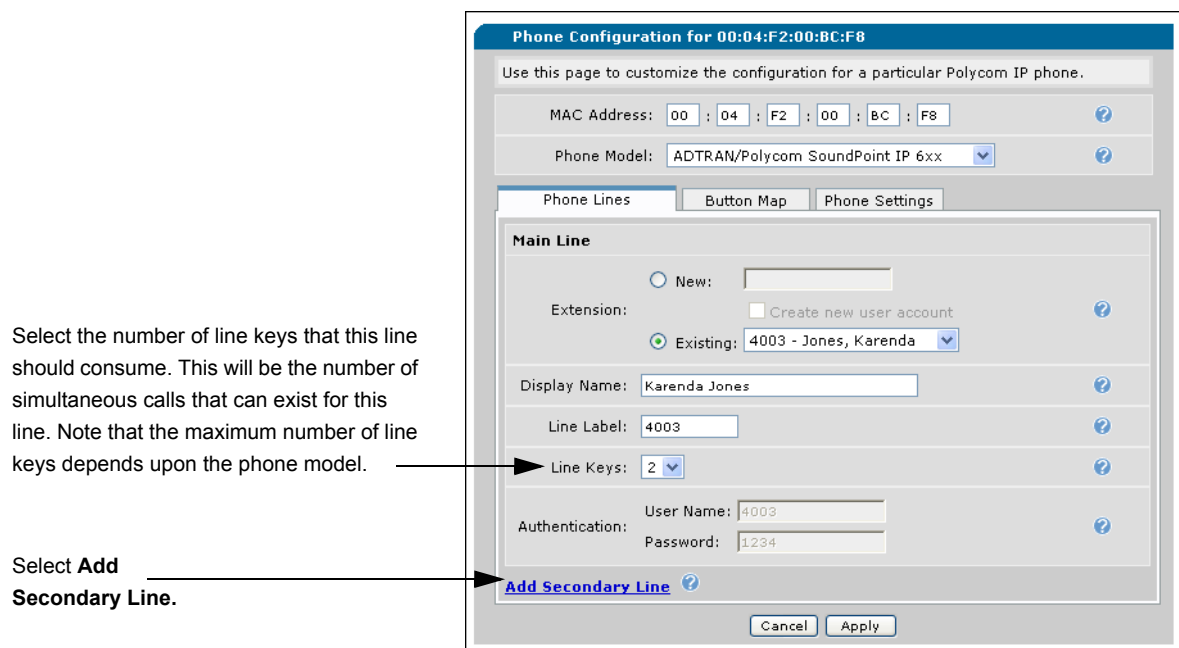 Phone Configuration for 00:04:F2:00:BC:F8
Use this page to customize the configuration for a particular Polycom IP phone.
MAC Address: 00 : 04 : F2 : 00 : BC : F8
Phone Model: ADTRAN/Polycom SoundPoint IP 6xx
Phone Lines Button Map Phone Settings
Main Line
New:
Extension:
Create new user account
Existing: 4003 - Jones, Karenda
Display Name: Karenda Jones
Line Label: 4003
Line Keys: 2
Authentication:
User Name: 4003
Password: 1234
Add Secondary Line
Cancel Apply
Select the number of line keys that this line
should consume. This will be the number of
simultaneous calls that can exist for this
line. Note that the maximum number of line
keys depends upon the phone model.
Select Add
Secondary Line.